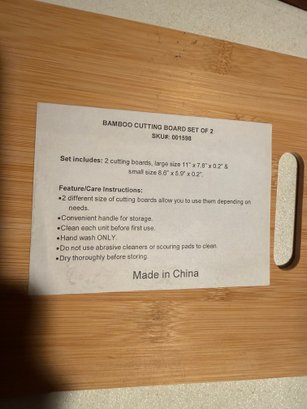 BAMBOO CUTTING BOARD SET OF 2
SKU#: 001598
Set includes: 2 cutting boards, large size 11" x 7.8" x 0.2" &
small size 8.6" x 5.9" x 0.2".
Feature/Care Instructions:
•2 different size of cutting boards allow you to use them depending on
needs.
•Convenient handle for storage.
•Clean each unit before first use.
•Hand wash ONLY.
•Do not use abrasive cleaners or scouring pads to clean.
•Dry thoroughly before storing.
Made in China